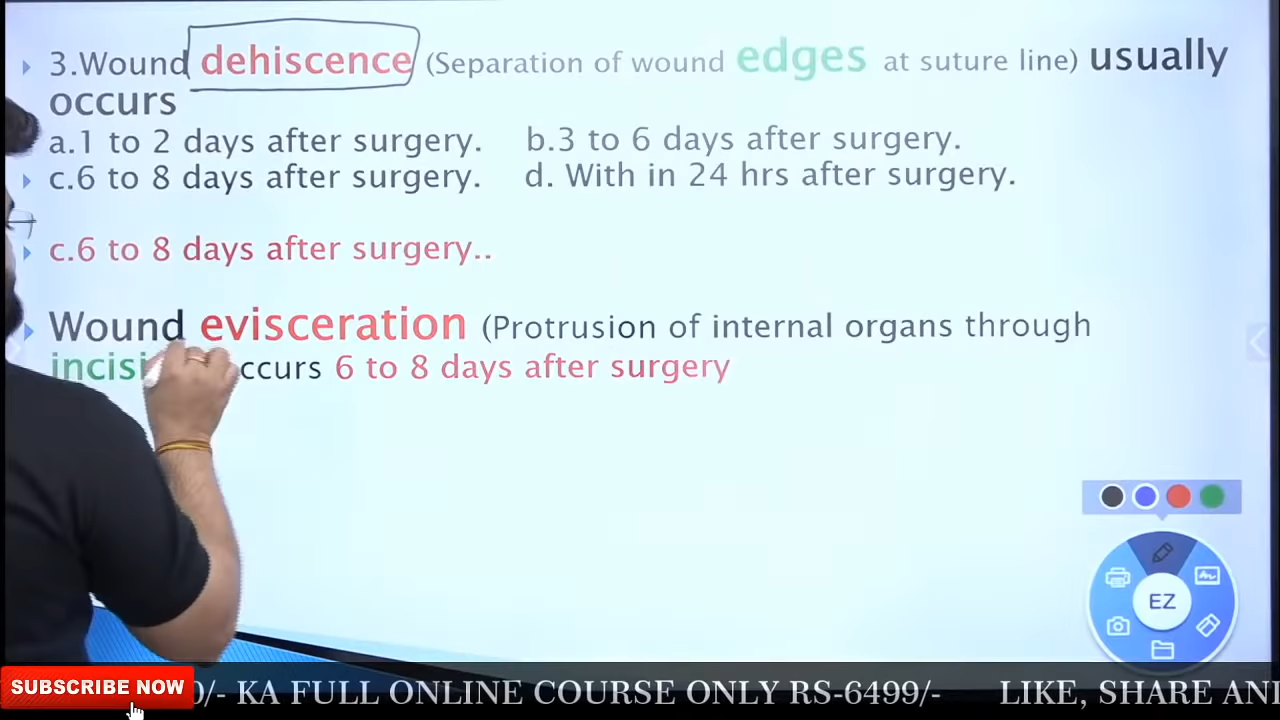 3.Wound dehiscence (Separation of wound edges at suture line) usually
occurs
a.1 to 2 days after surgery. b.3 to 6 days after surgery.
c.6 to 8 days after surgery. d. With in 24 hrs after surgery.
c.6 to 8 days after surgery..
Wound evisceration (Protrusion of internal organs through
6 to 8 days after surgery
EZ
SUBSCRIBE NOW
/- KA FULL ONLINE COURSE ONLY RS-6499/- LIKE, SHARE